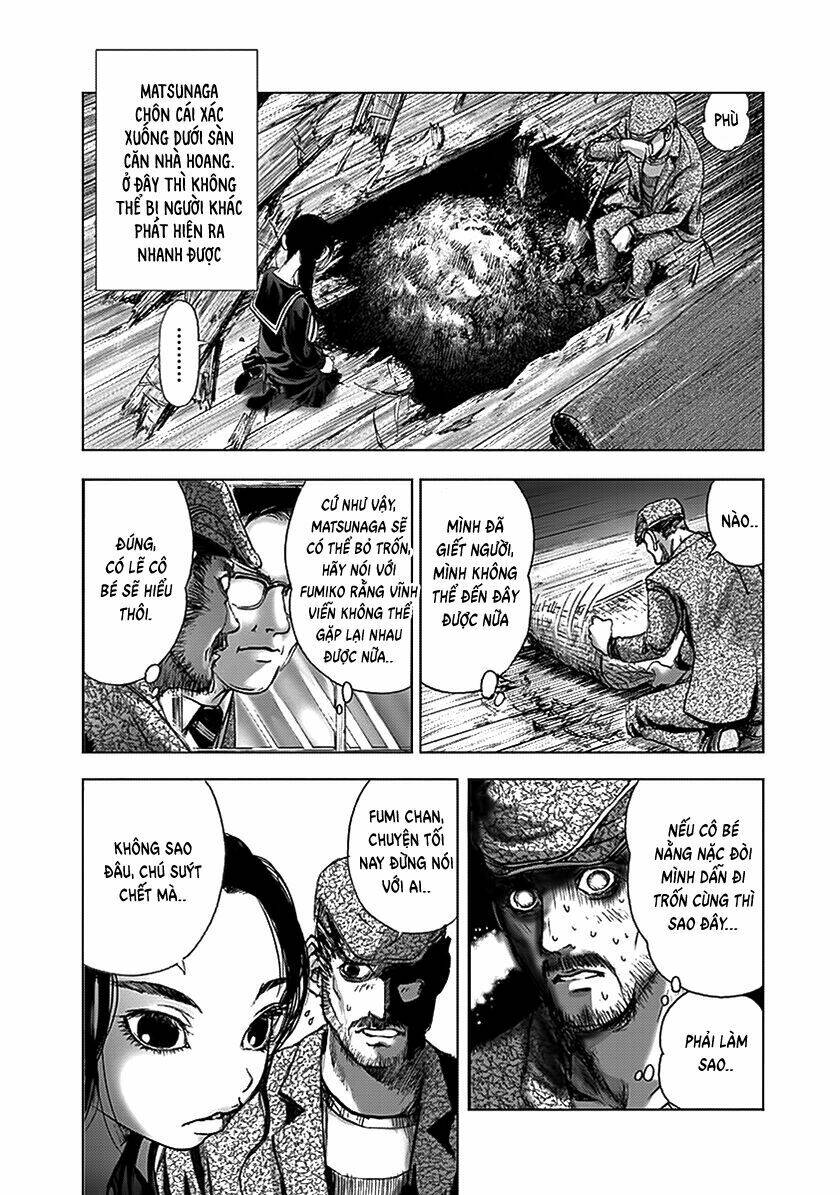 MATSUNAGA
CHÔN CÁI XÁC
XUỐNG DƯỚI SÀN
CĂN NHÀ HOANG.
Ở ĐÂY THÌ KHÔNG
THỂ BỊ NGƯỜI KHÁC
PHÁT HIỆN RA
NHANH ĐƯỢC
PHÙ
........
ĐÚNG,
CÓ LẼ CÔ
BÉ SẼ HIỂU
THÔI.
CỨ NHƯ VẬY,
MATSUNAGA SẼ
CÓ THỂ BỎ TRỐN,
HÃY NÓI VỚI
FUMIKO RẰNG VĨNH
VIỄN KHÔNG THỂ
GẶP LẠI NHAU
ĐƯỢC NỮA..
MÌNH ĐÃ
GIẾT NGƯỜI,
MÌNH KHÔNG
THỂ ĐẾN ĐÂY
ĐƯỢC NỮA
NÀO..
KHÔNG SAO
ĐÂU, CHÚ SUÝT
CHẾT MÀ..
FUMI CHAN,
CHUYỆN TỐI
NAY ĐỪNG NÓI
VỚI AI..
NẾU CÔ BÉ
NẰNG NẶC ĐÒI
MÌNH DẪN ĐI
TRỐN CÙNG THÌ
SAO ĐÂY...
PHẢI LÀM
SAO..